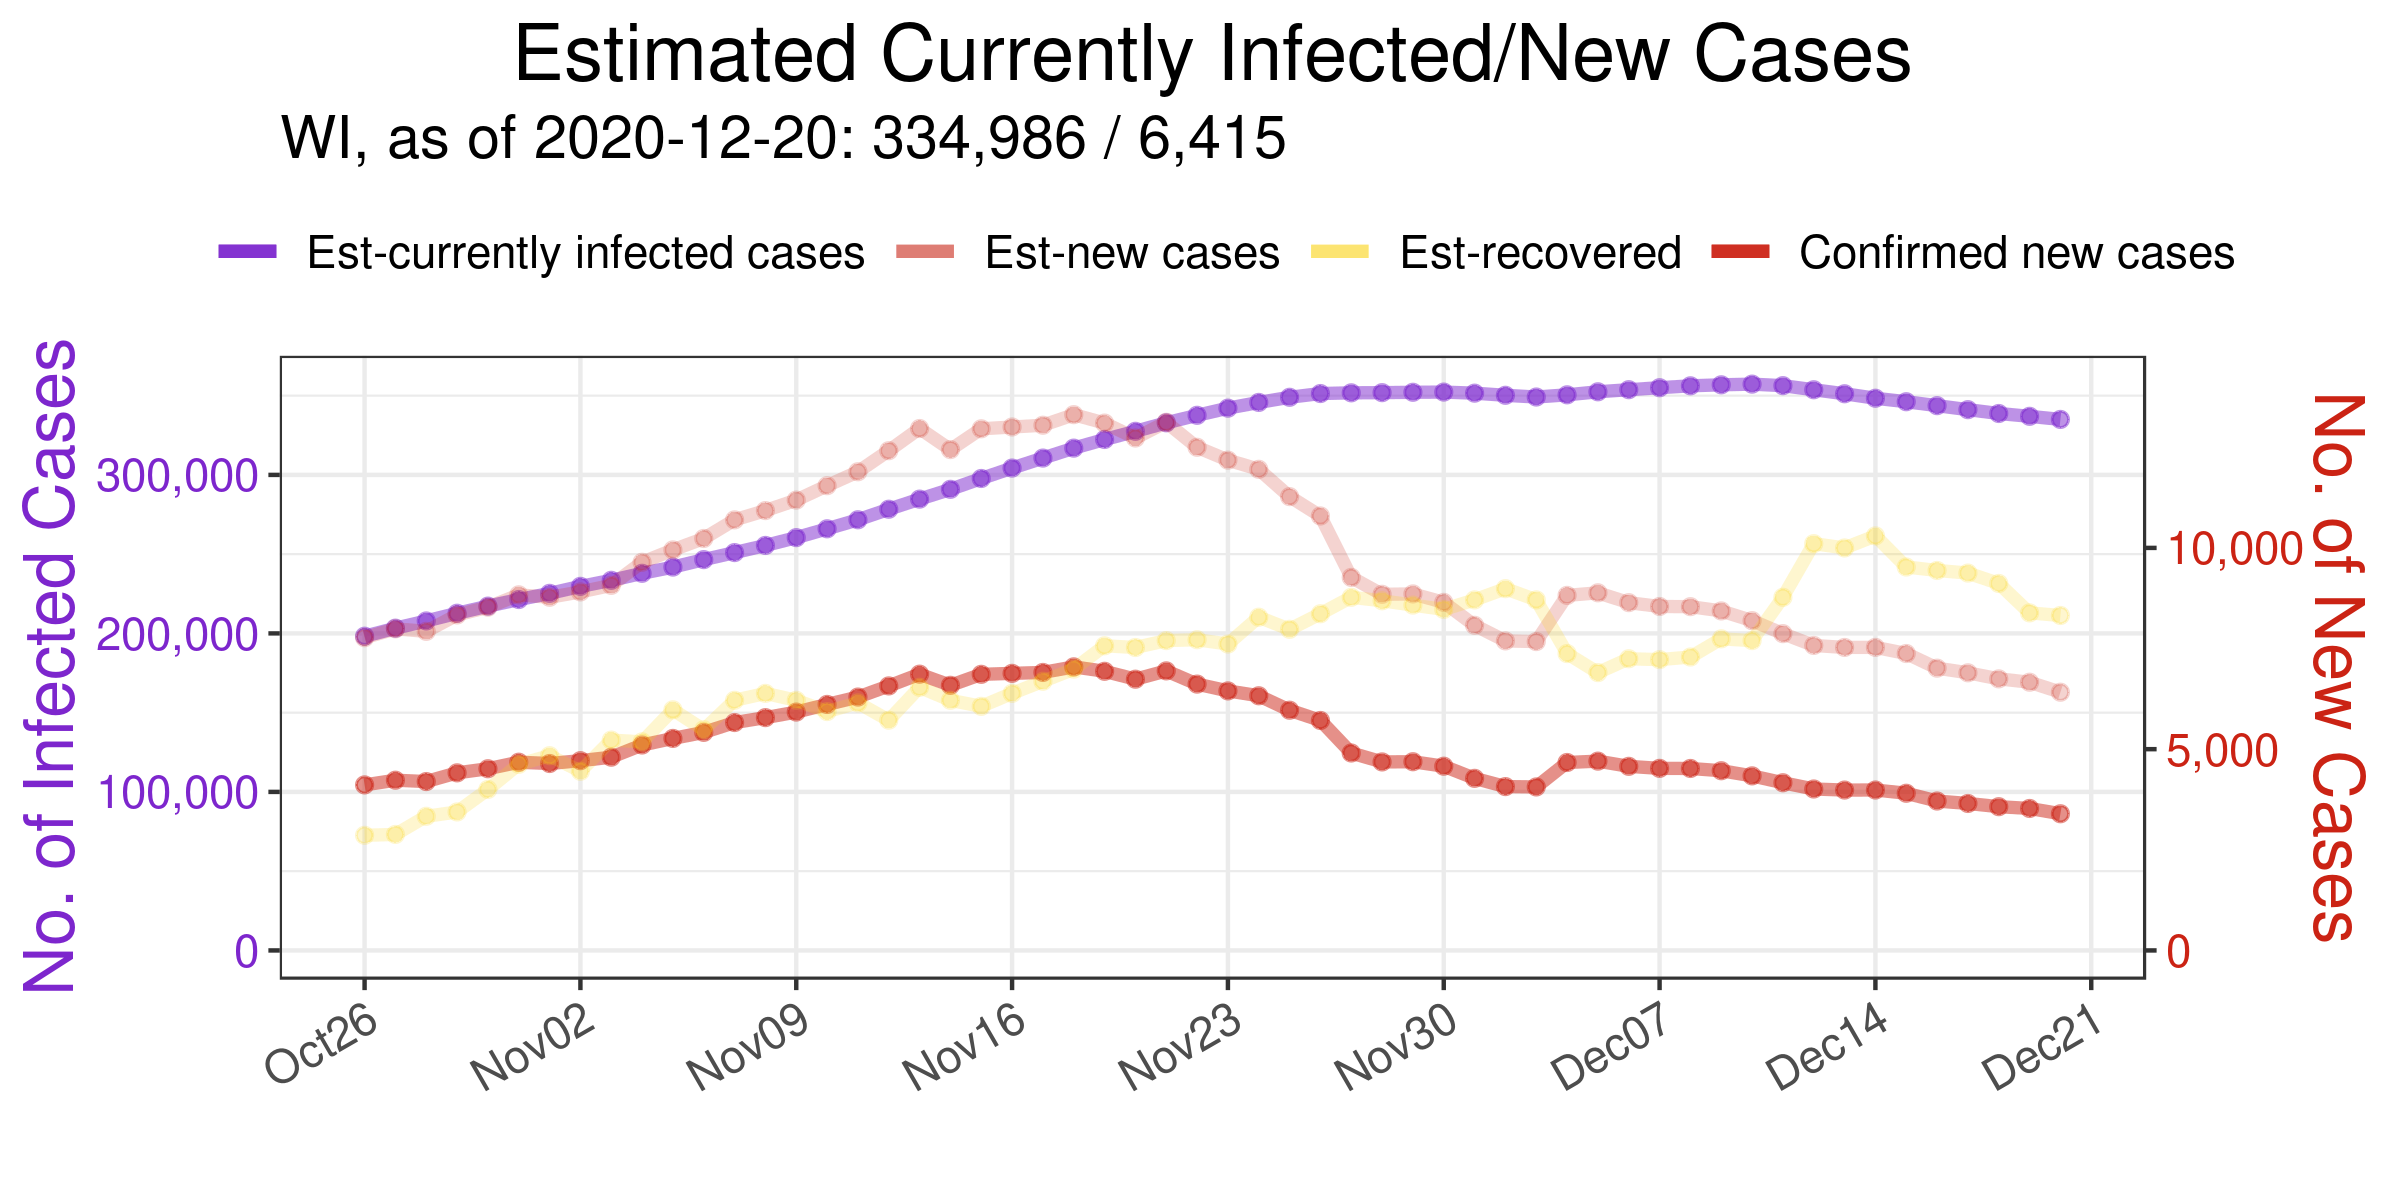 Estimated Currently Infected/New Cases
WI, as of 2020-12-20: 334,986 / 6,415
Est-currently infected cases
Est-new cases
Est-recovered
Confirmed new cases
No. of Infected Cases
300,000
200,000
100,000
0
10,000
5,000
0
No. of New Cases
Oct26
Nov02
Nov09
Nov16
Nov23
Nov30
Dec07
Dec14
Dec21